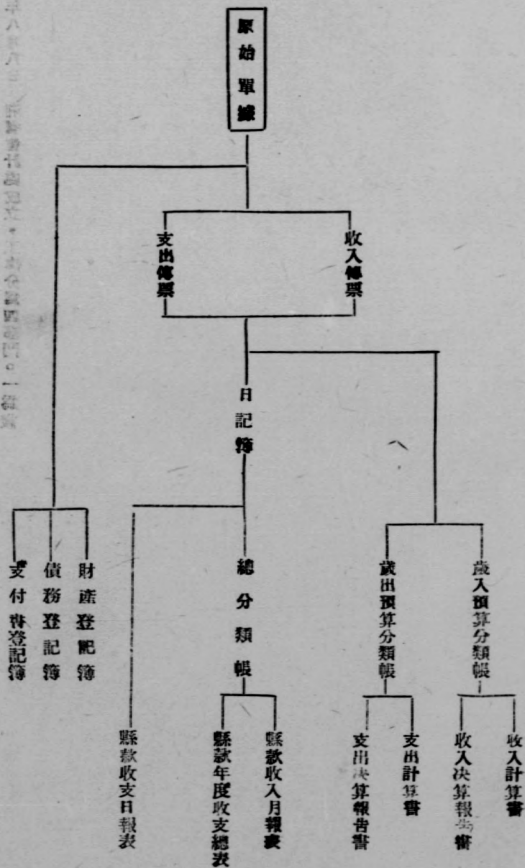 原始單據
收入傳票
支出傳票
日記簿
歲入預算分類帳
歲出預算分類帳
總分類帳
財產登記簿
債務登記簿
支付書登記簿
收入計算書
收入決算報告書
支出計算書
支出決算報告書
縣款收入月報表
縣款年度收支總表
縣款收支日報表